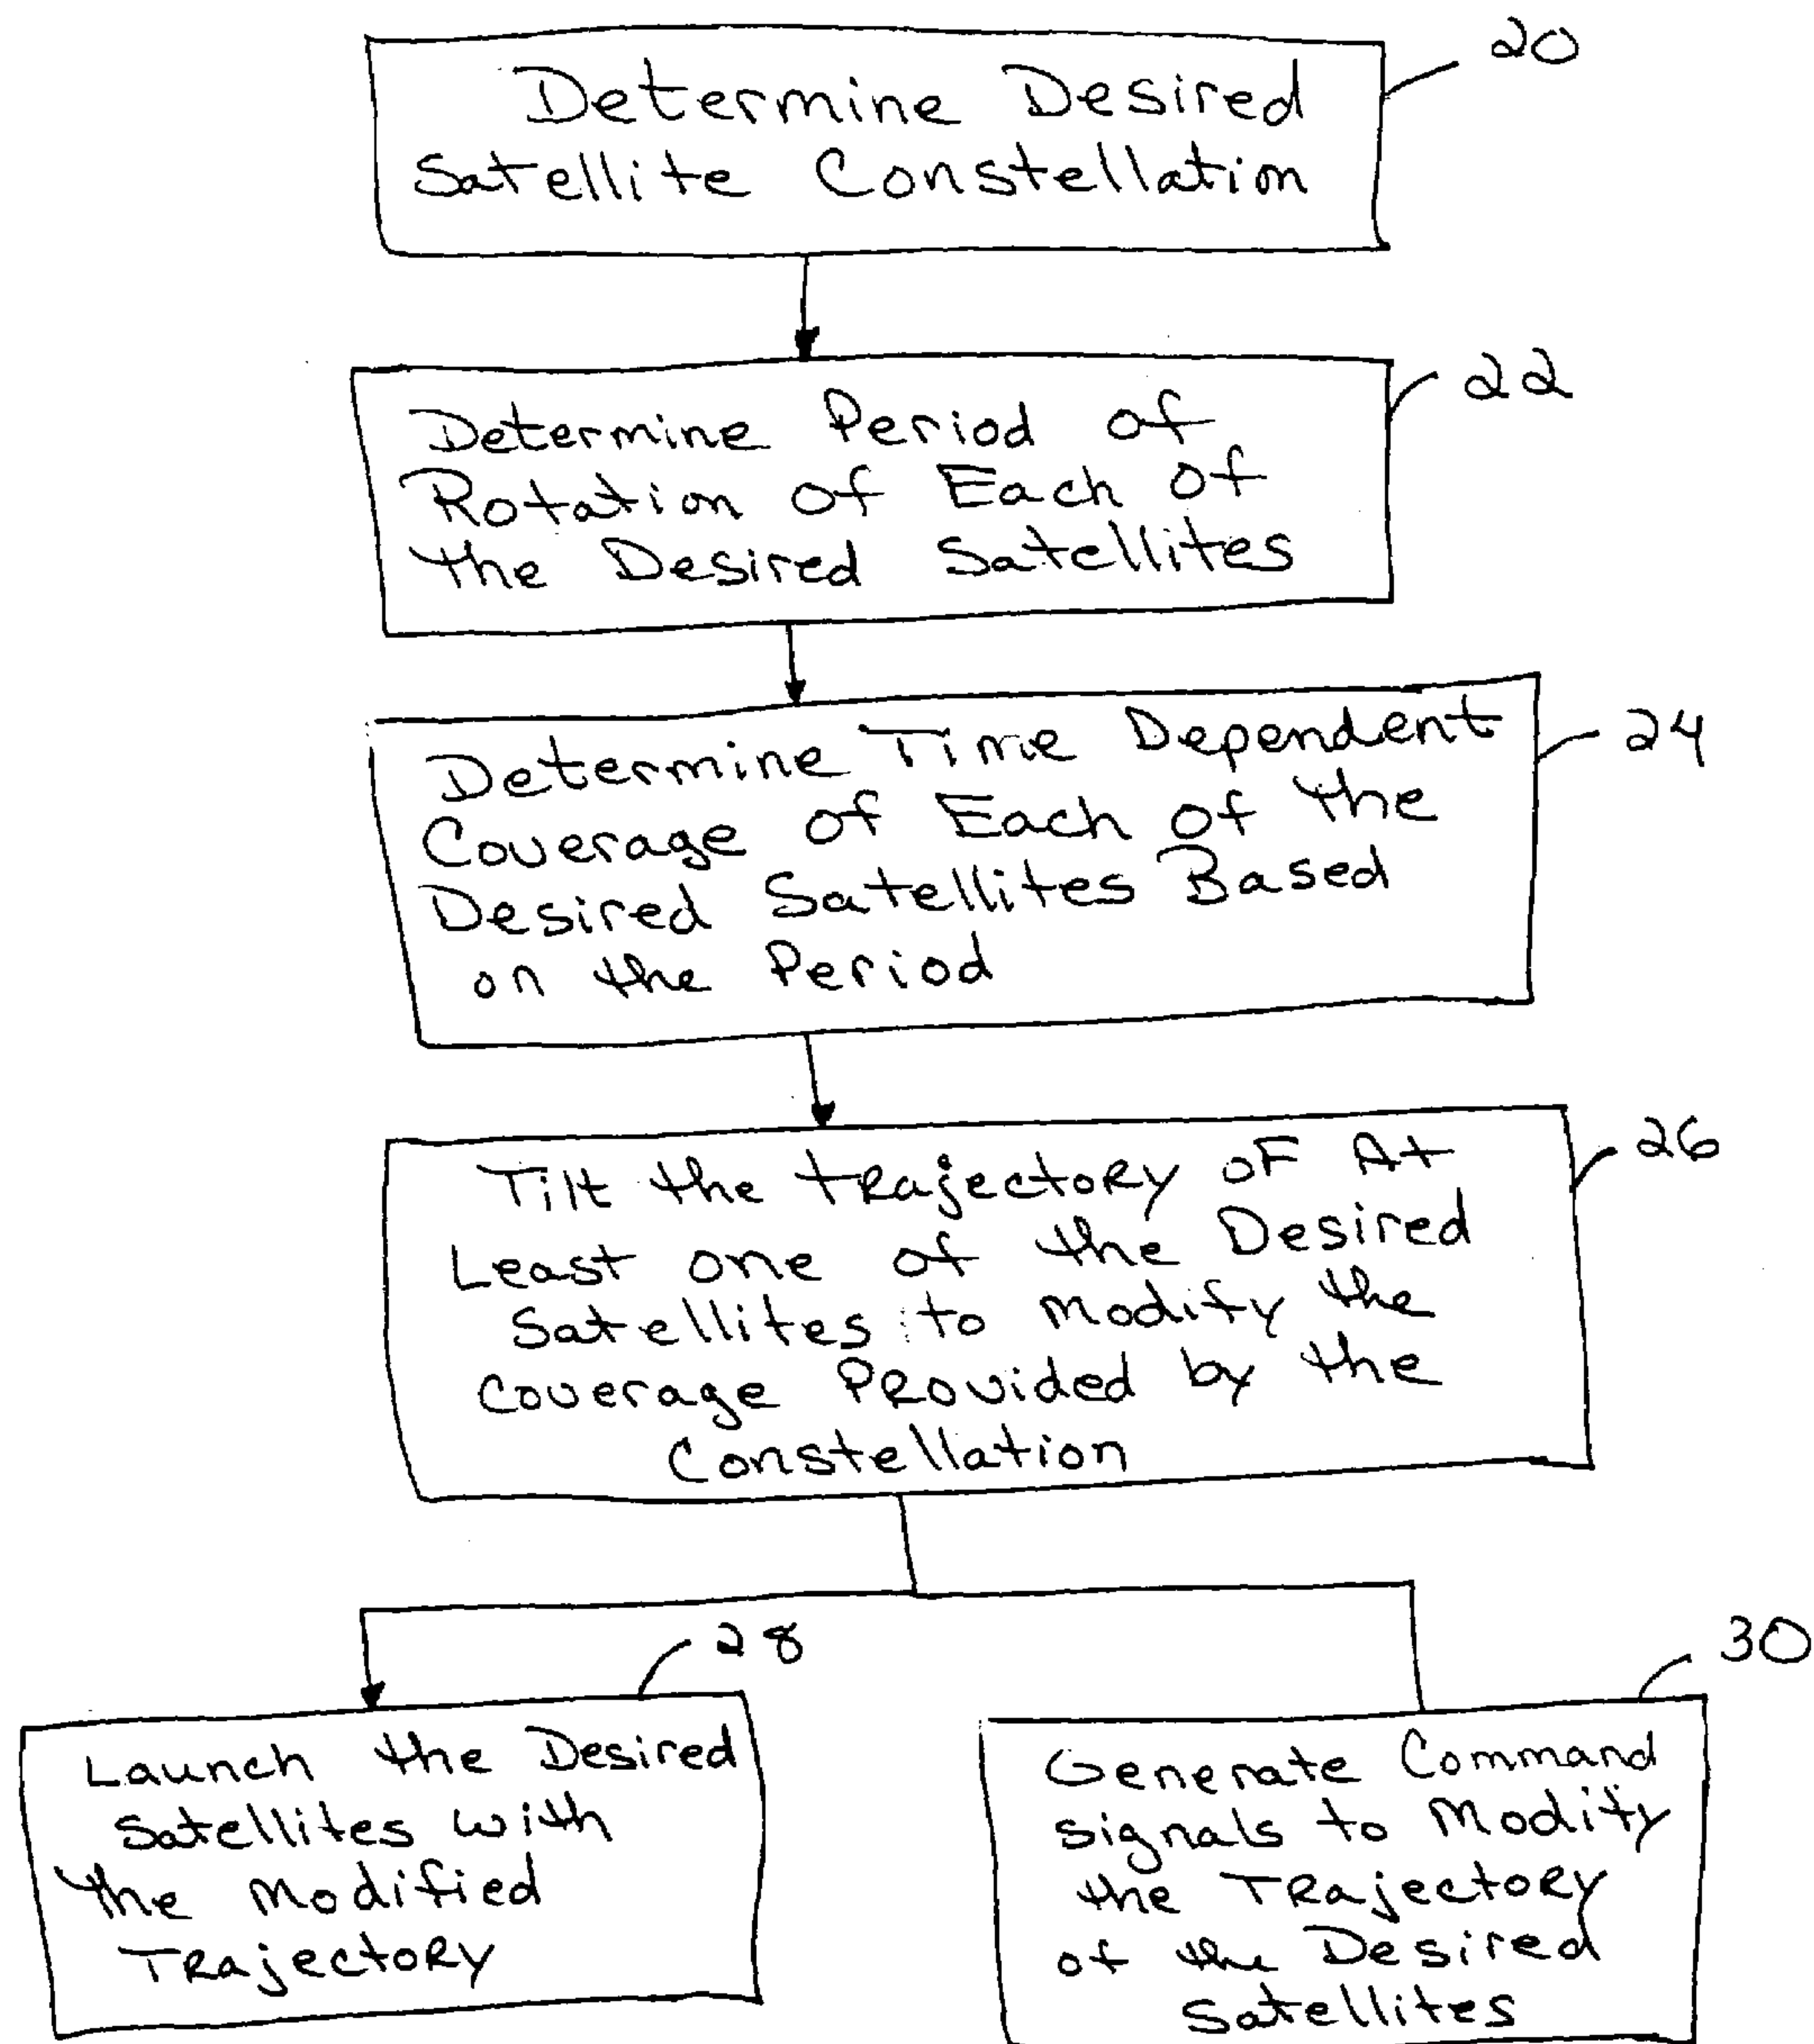 20
Determine Desired
Satellite Constellation
22
Determine Period of
Rotation of Each of
the Desired Satellites
24
Determine Time Dependent
Coverage of Each of the
Desired Satellites Based
on the Period
26
Tilt the trajectory of At
Least one of the Desired
Satellites to Modify the
Coverage Provided by the
Constellation
28
Launch the Desired
Satellites with
the Modified
Trajectory
30
Generate Command
signals to Modify
the Trajectory
of the Desired
Satellites